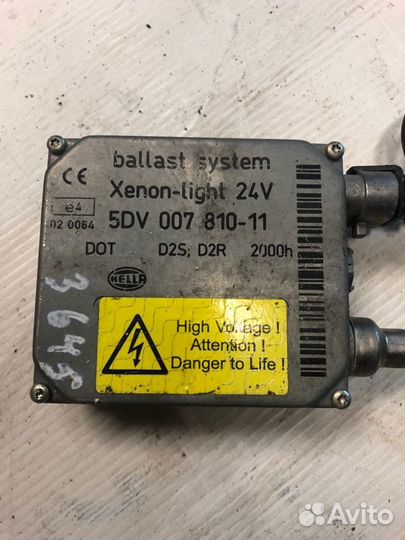 ballast system
CE
Xenon-light 24V
e4
5DV 007 810-11
02 0064
DOT D2S; D2R 2000h
HELLA
High Voltage !
Attention !
Danger to Life !
3645
Avito